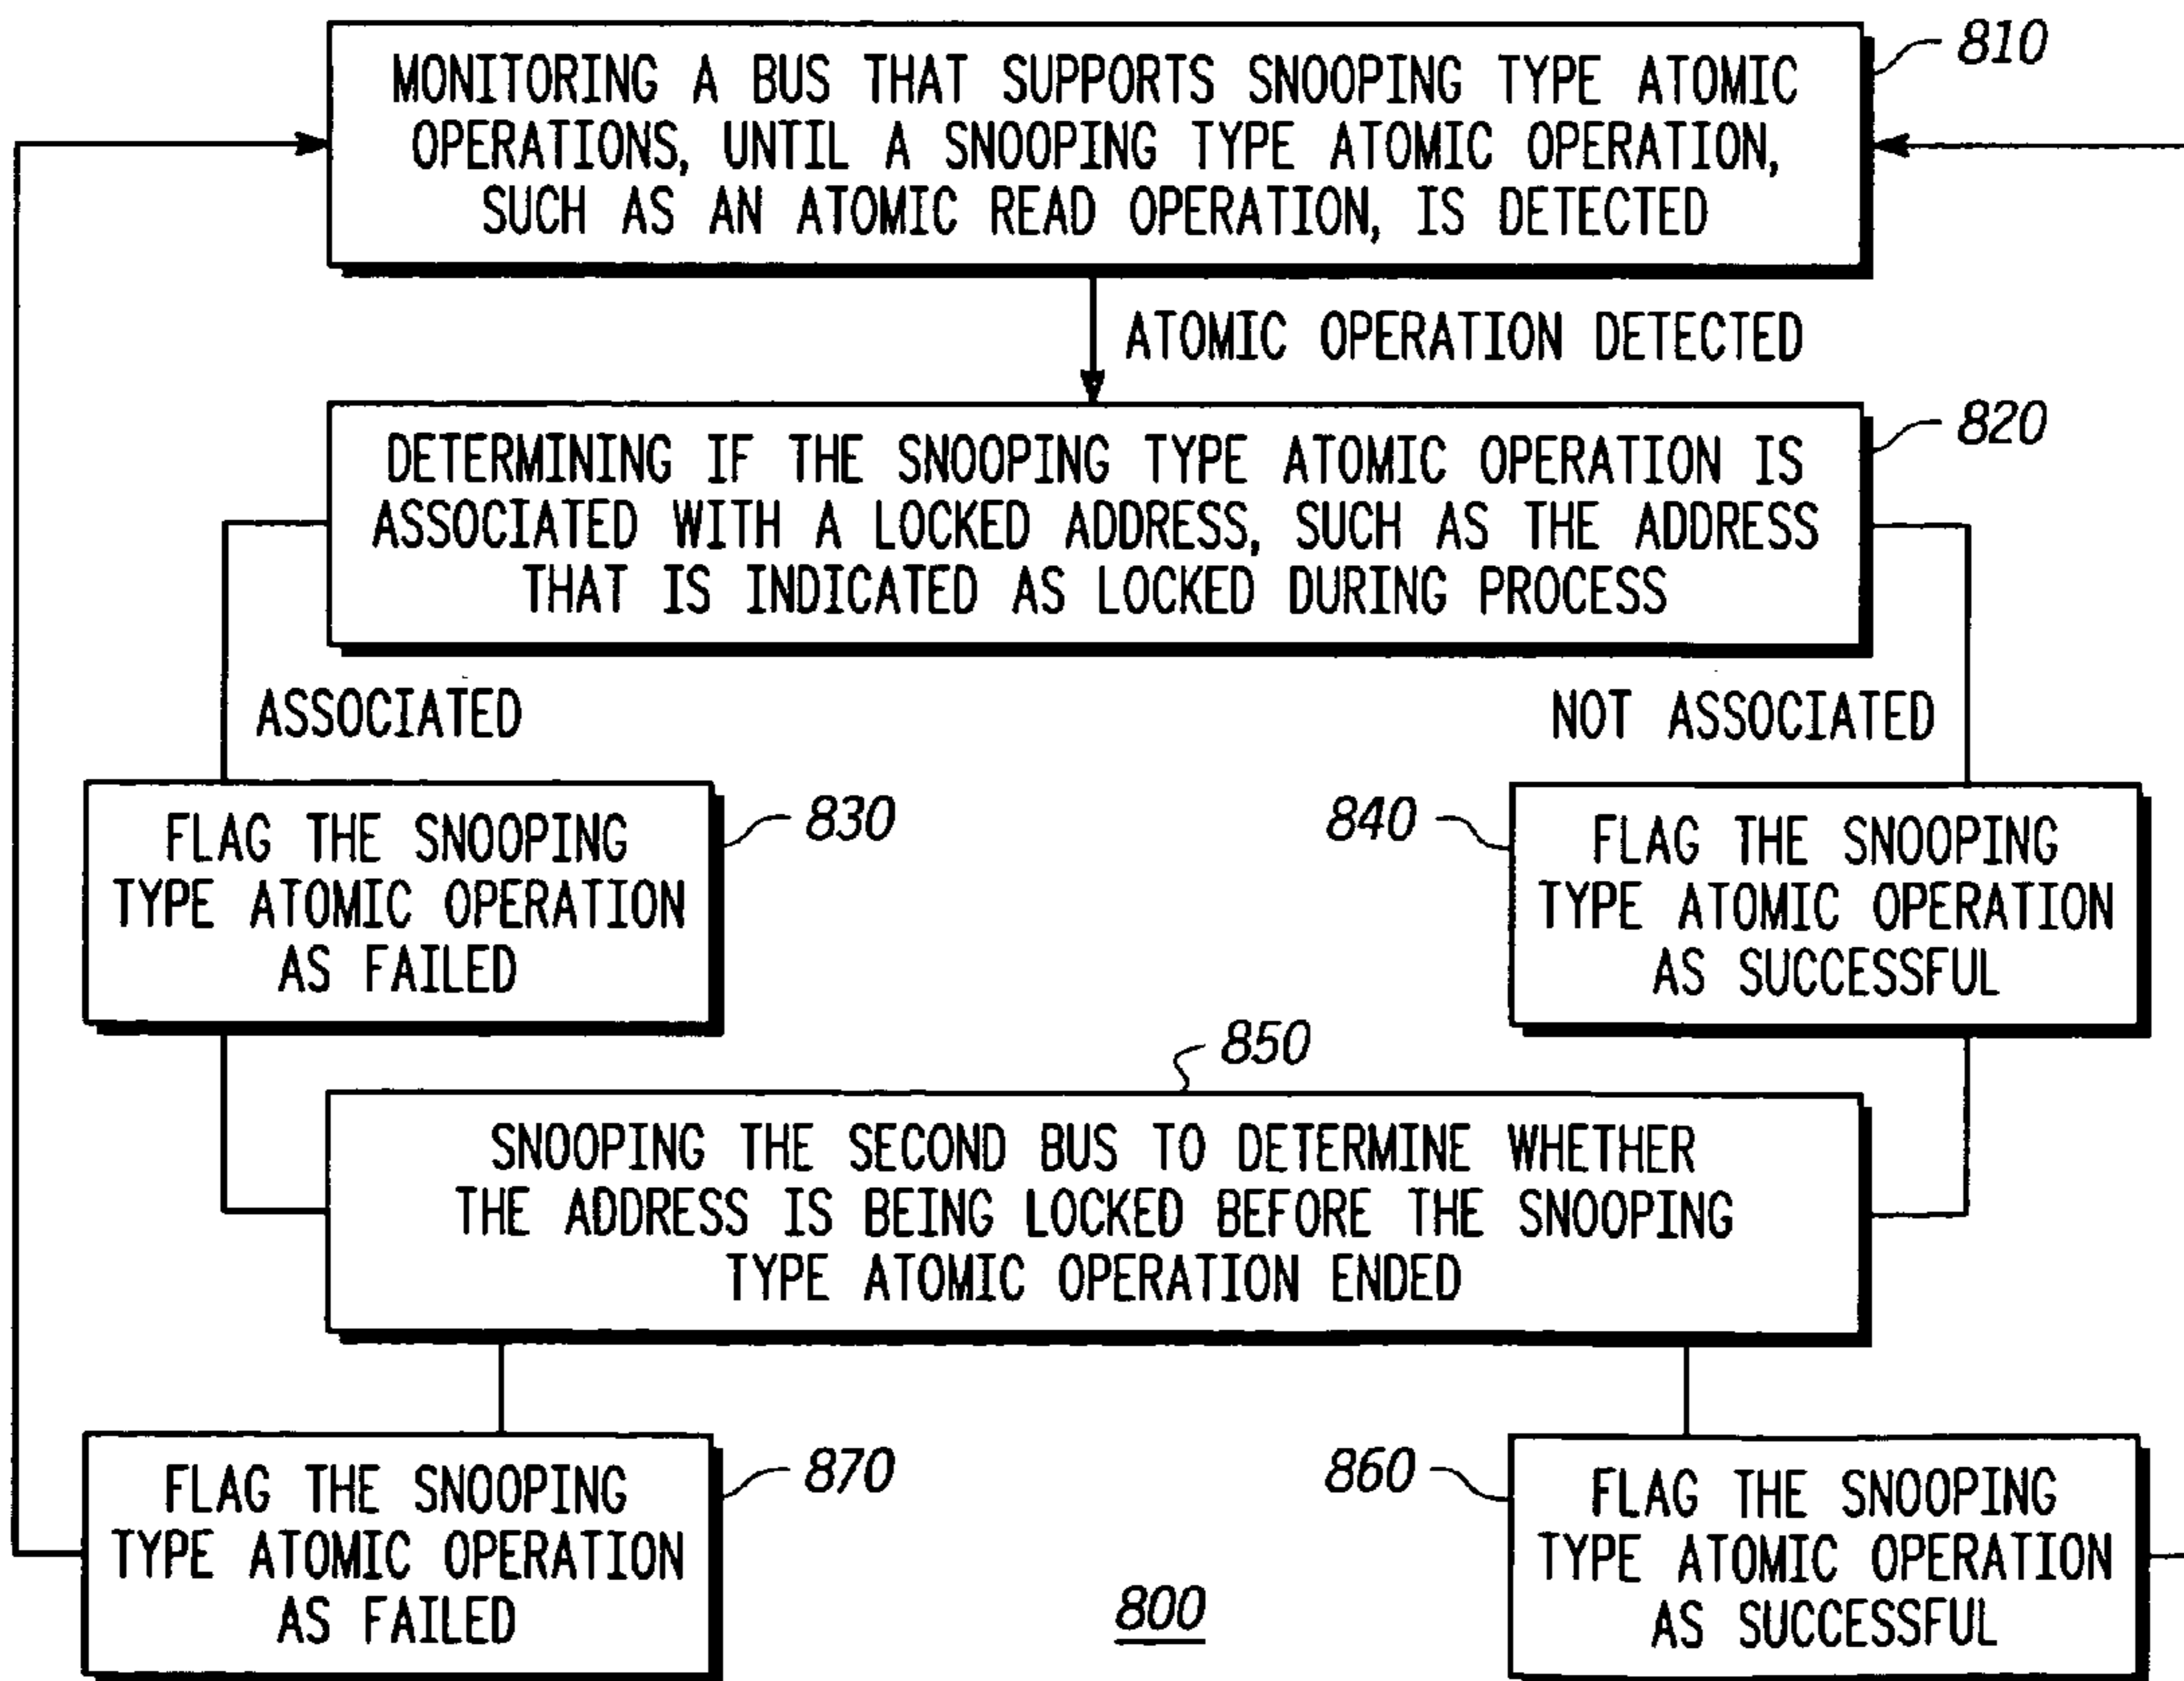 MONITORING A BUS THAT SUPPORTS SNOOPING TYPE ATOMIC
OPERATIONS, UNTIL A SNOOPING TYPE ATOMIC OPERATION,
SUCH AS AN ATOMIC READ OPERATION, IS DETECTED
810
ATOMIC OPERATION DETECTED
DETERMINING IF THE SNOOPING TYPE ATOMIC OPERATION IS
ASSOCIATED WITH A LOCKED ADDRESS, SUCH AS THE ADDRESS
THAT IS INDICATED AS LOCKED DURING PROCESS
820
ASSOCIATED
NOT ASSOCIATED
FLAG THE SNOOPING
TYPE ATOMIC OPERATION
AS FAILED
830
840
FLAG THE SNOOPING
TYPE ATOMIC OPERATION
AS SUCCESSFUL
850
SNOOPING THE SECOND BUS TO DETERMINE WHETHER
THE ADDRESS IS BEING LOCKED BEFORE THE SNOOPING
TYPE ATOMIC OPERATION ENDED
FLAG THE SNOOPING
TYPE ATOMIC OPERATION
AS FAILED
870
860
FLAG THE SNOOPING
TYPE ATOMIC OPERATION
AS SUCCESSFUL
800